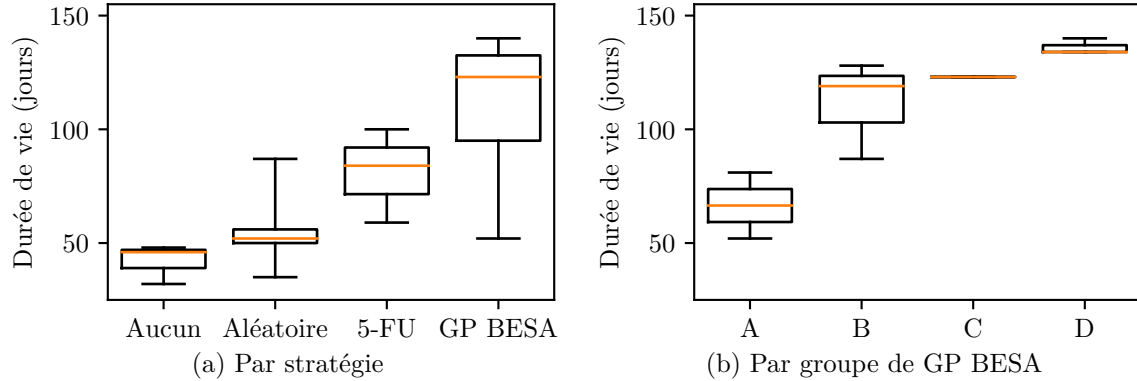 150
100
50
Durée de vie (jours)
Aucun Aléatoire 5-FU GP BESA
(a) Par stratégie
150
100
50
Durée de vie (jours)
A B C D
(b) Par groupe de GP BESA